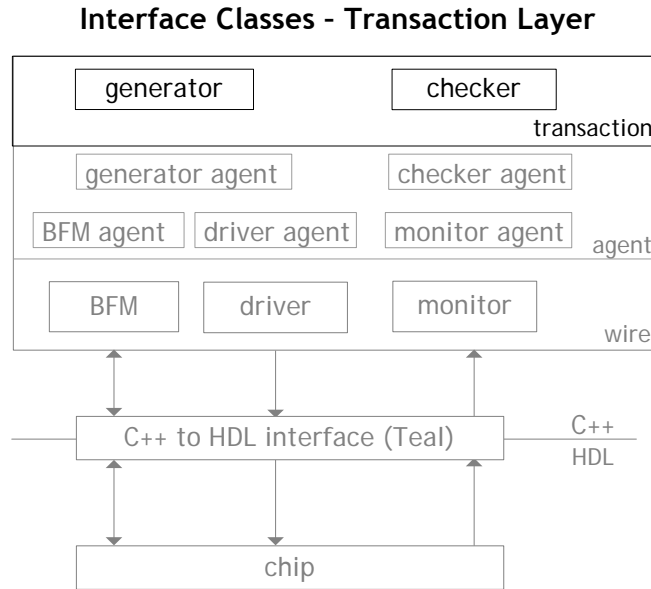 Interface Classes – Transaction Layer
generator checker
transaction
generator agent checker agent
BFM agent driver agent monitor agent
agent
BFM driver monitor
wire
C++ to HDL interface (Teal) C++
HDL
chip